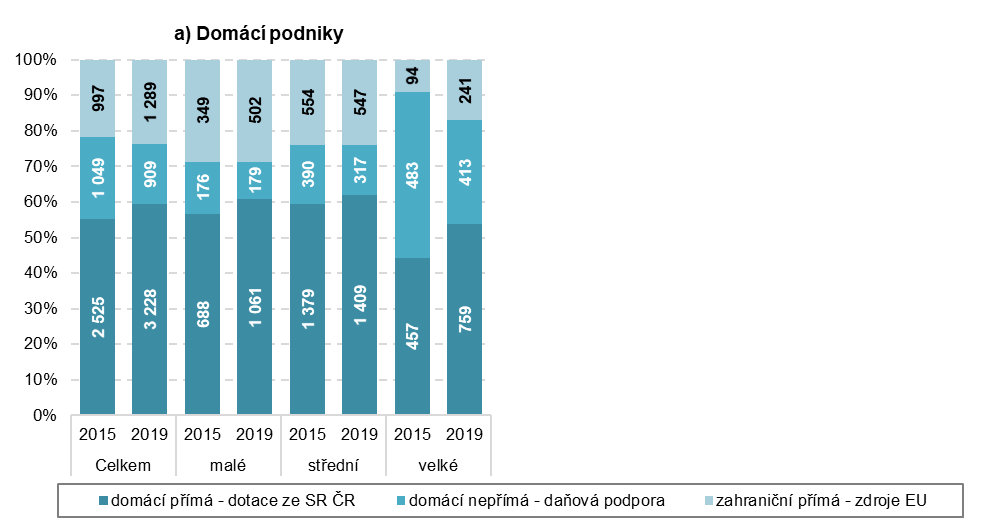 a) Domácí podniky
100%
90%
80%
70%
60%
50%
40%
30%
20%
10%
0%
997 1 289 349 502 554 547 94 241
1 049 909 176 179 390 317 483 413
2 525 3 228 688 1 061 1 379 1 409 457 759
2015 2019 2015 2019 2015 2019 2015 2019
Celkem malé střední velké
domácí přímá - dotace ze SR ČR domácí nepřímá - daňová podpora zahraniční přímá - zdroje EU